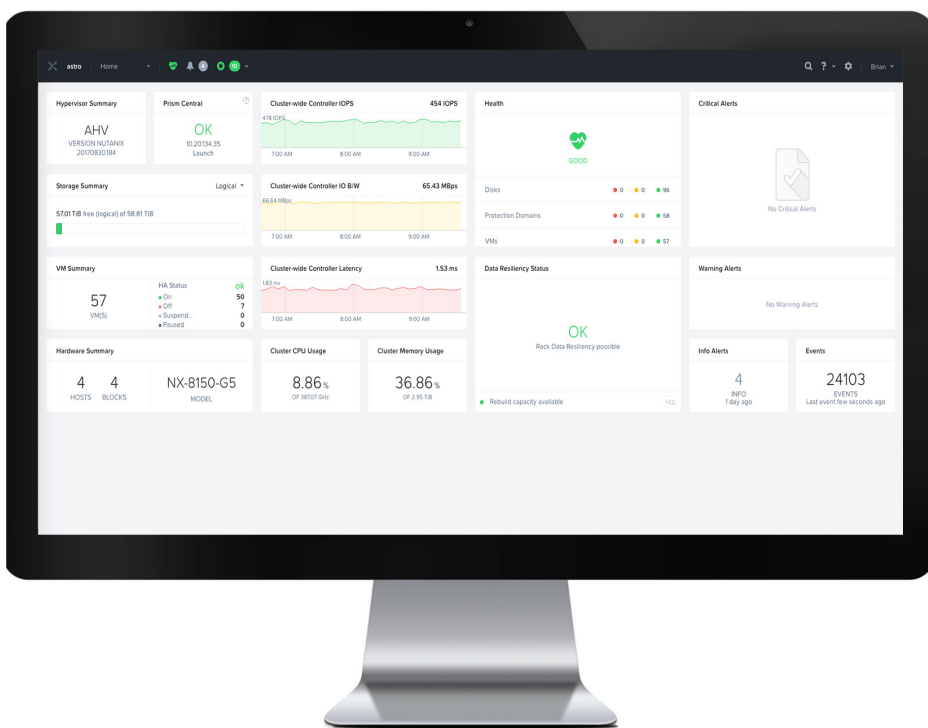 astro Home 4 10 ? Brian
Hypervisor Summary
AHV
VERSION NUTANIX
20170830.184
Prism Central
?
OK
10.20.134.35
Launch
Cluster-wide Controller IOPS 454 IOPS
478 IOPS
7:00 AM 8:00 AM 9:00 AM
Health
GOOD
Disks 0 0 96
Protection Domains 0 0 58
VMs 0 0 57
Critical Alerts
No Critical Alerts
Storage Summary Logical
57.01 TiB free (logical) of 58.81 TiB
Cluster-wide Controller IO B/W 65.43 MBps
66.64 MBps
7:00 AM 8:00 AM 9:00 AM
VM Summary
57
VM(S)
HA Status ok
On 50
Off 7
Suspend... 0
Paused 0
Cluster-wide Controller Latency 1.53 ms
1.83 ms
7:00 AM 8:00 AM 9:00 AM
Data Resiliency Status
OK
Rack Data Resiliency possible
Rebuild capacity available YES
Warning Alerts
No Warning Alerts
Hardware Summary
4 4 NX-8150-G5
HOSTS BLOCKS MODEL
Cluster CPU Usage
8.86 %
OF 387.07 GHz
Cluster Memory Usage
36.86 %
OF 2.95 TiB
Info Alerts
4
INFO
1 day ago
Events
24103
EVENTS
Last event few seconds ago